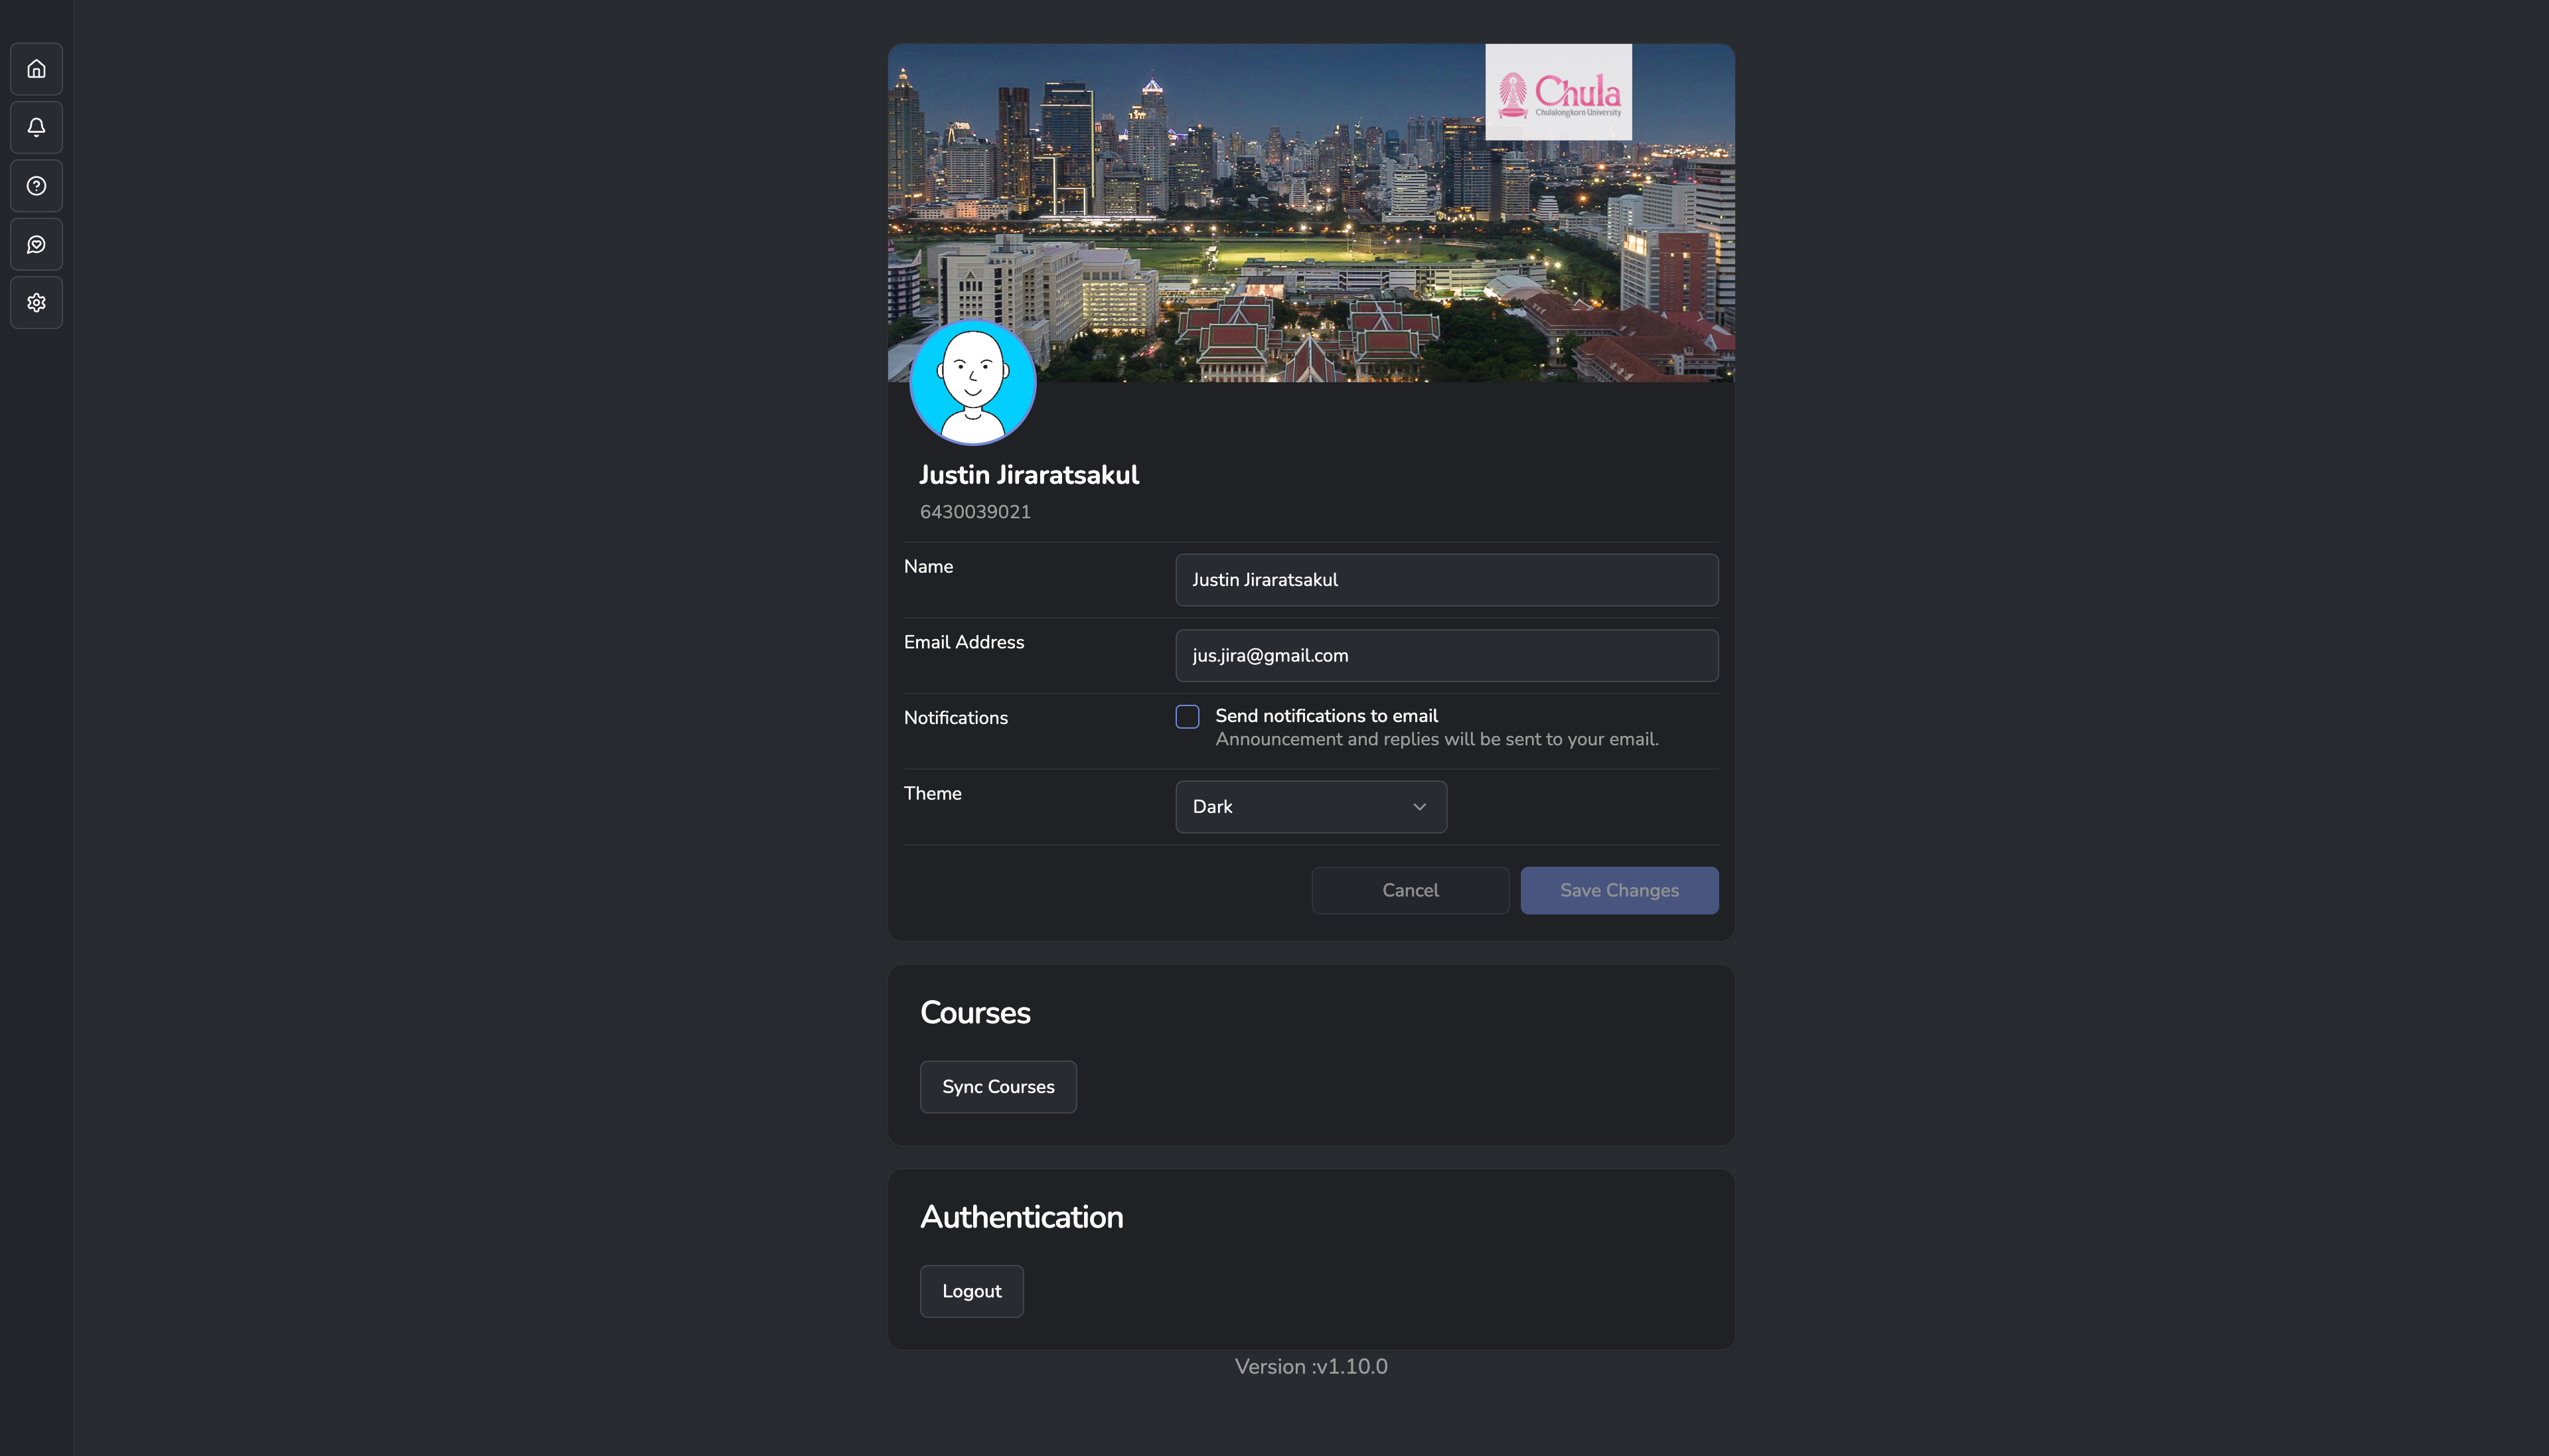 Chula
Chulalongkorn University
Justin Jiraratsakul
6430039021
Name
Justin Jiraratsakul
Email Address
jus.jira@gmail.com
Notifications
Send notifications to email
Announcement and replies will be sent to your email.
Theme
Dark
Cancel
Save Changes
Courses
Sync Courses
Authentication
Logout
Version :v1.10.0